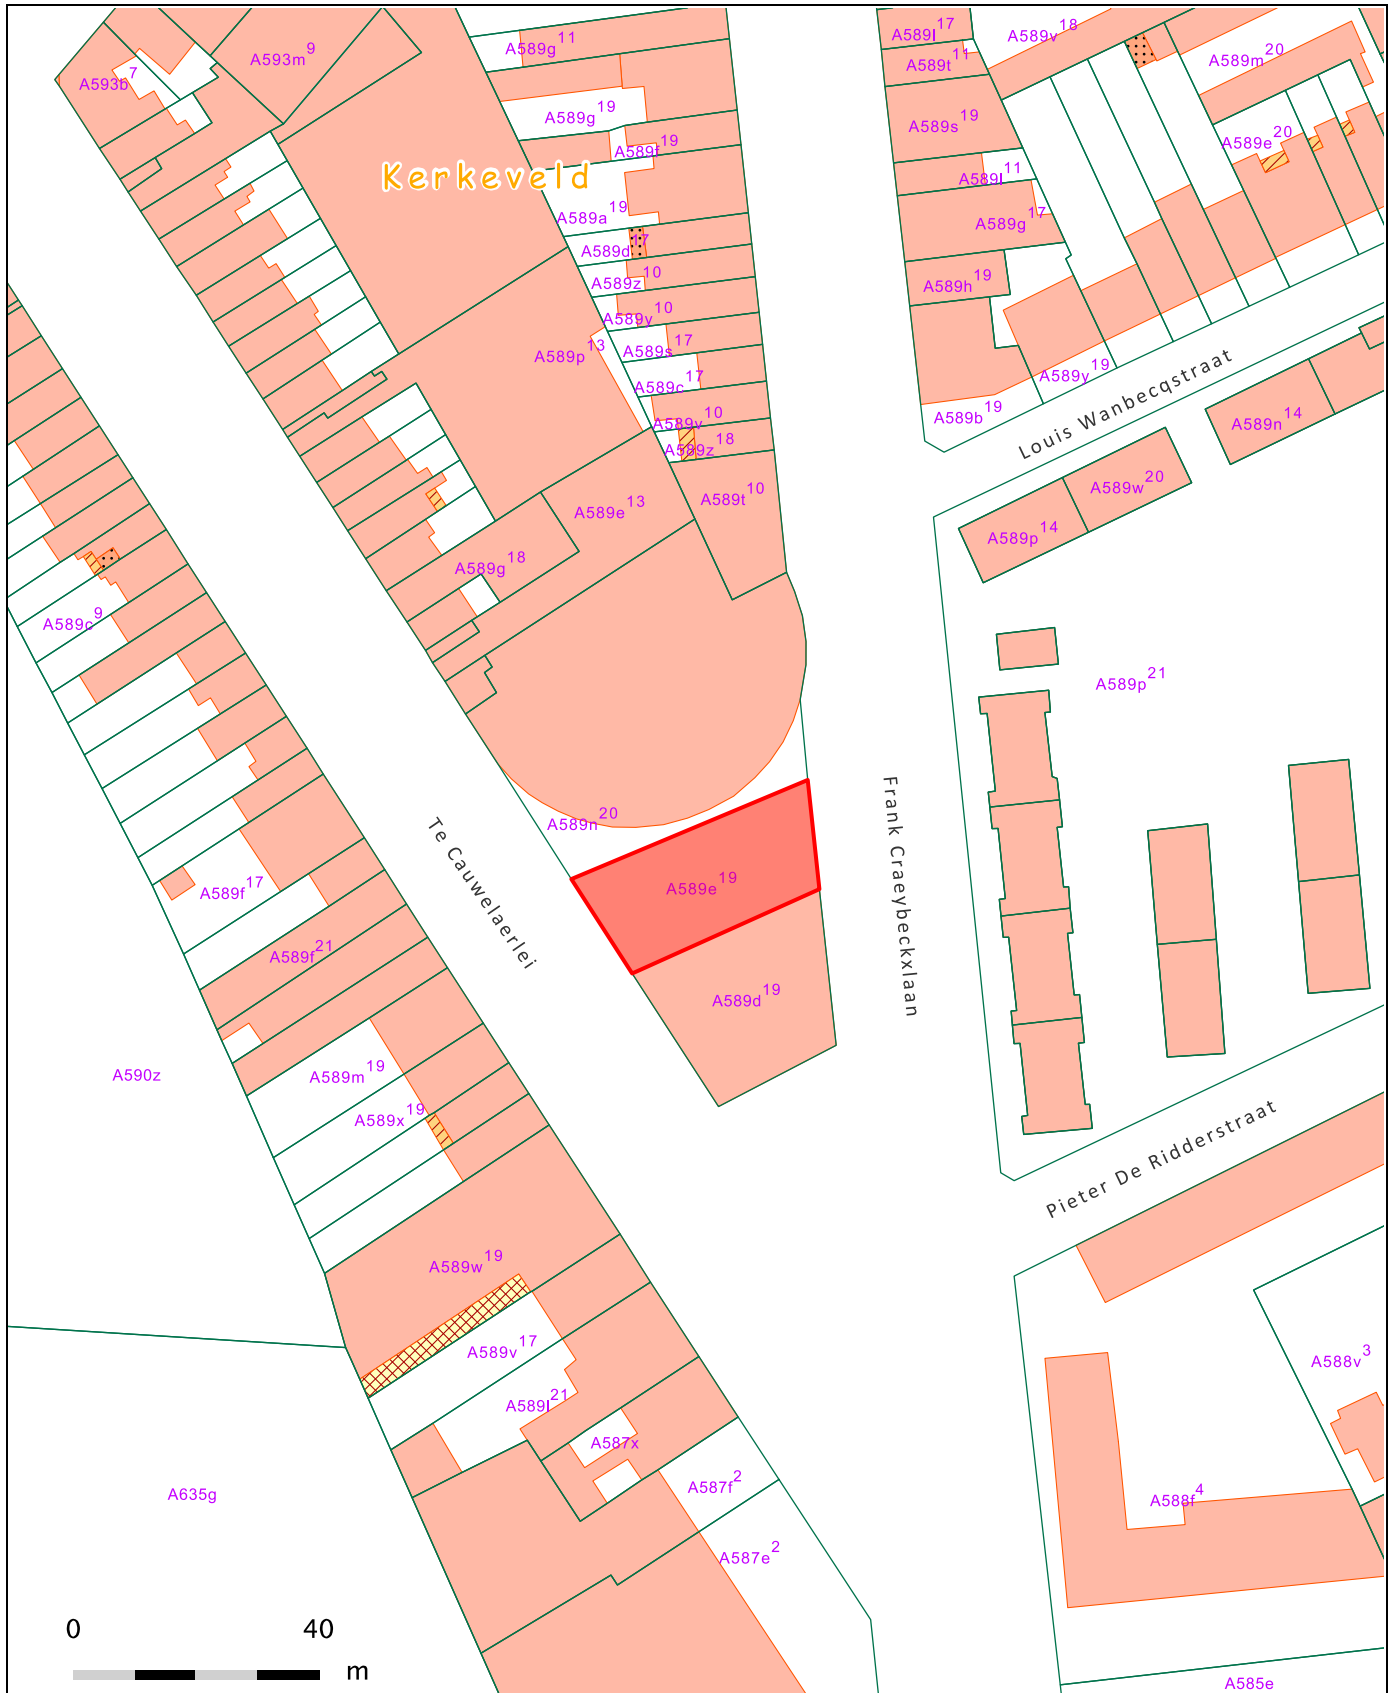 A593b7
A593m9
A589g11
A589g19
A589f19
Kerkeveld
A589a19
A589d17
A589z10
A589y10
A589p13
A589s17
A589c17
A589v10
A589z18
A589t10
A589e13
A589g18
A589l17
A589t11
A589v18
A589m20
A589s19
A589e20
A589l11
A589g17
A589h19
A589y19
A589b19
Louis Wanbecqstraat
A589n14
A589w20
A589p14
A589p21
A589c9
A589n20
A589e19
A589d19
Te Cauwelaerlei
Frank Craeybeckxlaan
A589f17
A589f21
A590z
A589m19
A589x19
Pieter De Ridderstraat
A589w19
A589v17
A589l21
A587x
A587f2
A587e2
A635g
A588v3
A588f4
A585e
0 40
m